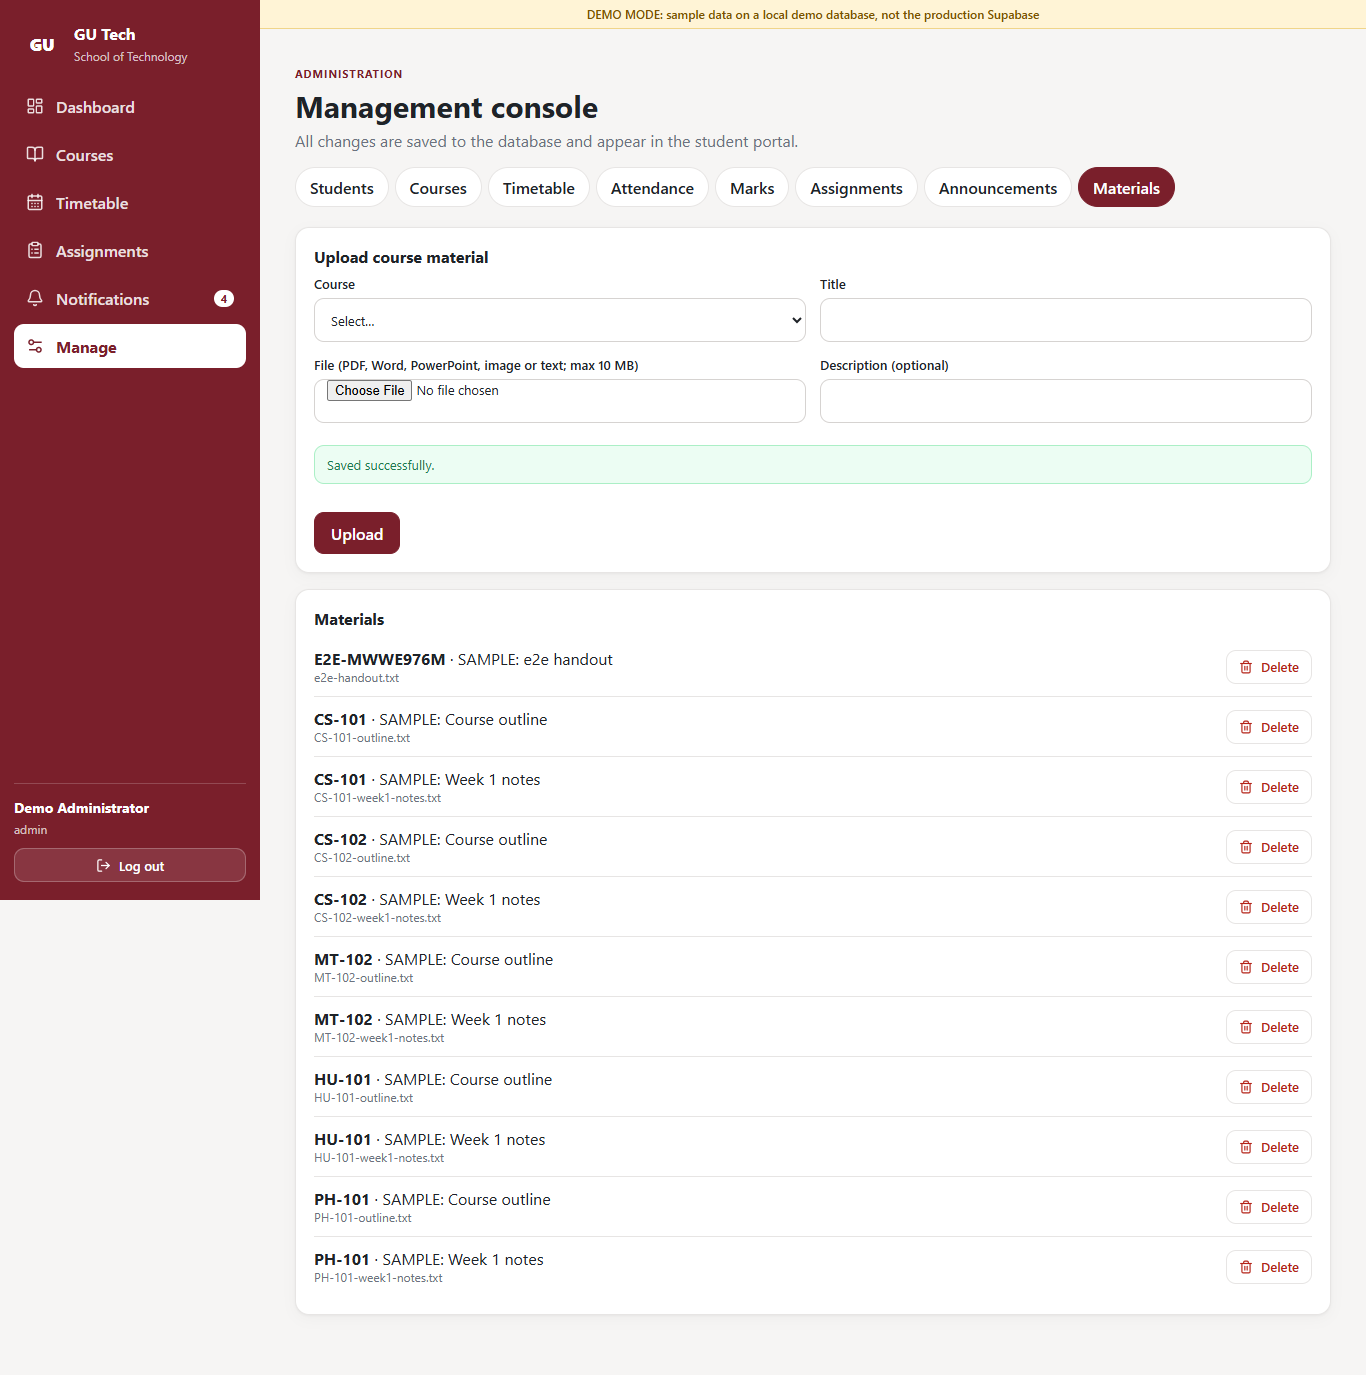 DEMO MODE: sample data on a local demo database, not the production Supabase
GU
GU Tech
School of Technology
Dashboard
Courses
Timetable
Assignments
Notifications
4
Manage
Demo Administrator
admin
Log out
ADMINISTRATION
Management console
All changes are saved to the database and appear in the student portal.
Students
Courses
Timetable
Attendance
Marks
Assignments
Announcements
Materials
Upload course material
Course
Title
Select...
File (PDF, Word, PowerPoint, image or text; max 10 MB)
Description (optional)
Choose File No file chosen
Saved successfully.
Upload
Materials
E2E-MWWE976M · SAMPLE: e2e handout
e2e-handout.txt
Delete
CS-101 · SAMPLE: Course outline
CS-101-outline.txt
Delete
CS-101 · SAMPLE: Week 1 notes
CS-101-week1-notes.txt
Delete
CS-102 · SAMPLE: Course outline
CS-102-outline.txt
Delete
CS-102 · SAMPLE: Week 1 notes
CS-102-week1-notes.txt
Delete
MT-102 · SAMPLE: Course outline
MT-102-outline.txt
Delete
MT-102 · SAMPLE: Week 1 notes
MT-102-week1-notes.txt
Delete
HU-101 · SAMPLE: Course outline
HU-101-outline.txt
Delete
HU-101 · SAMPLE: Week 1 notes
HU-101-week1-notes.txt
Delete
PH-101 · SAMPLE: Course outline
PH-101-outline.txt
Delete
PH-101 · SAMPLE: Week 1 notes
PH-101-week1-notes.txt
Delete